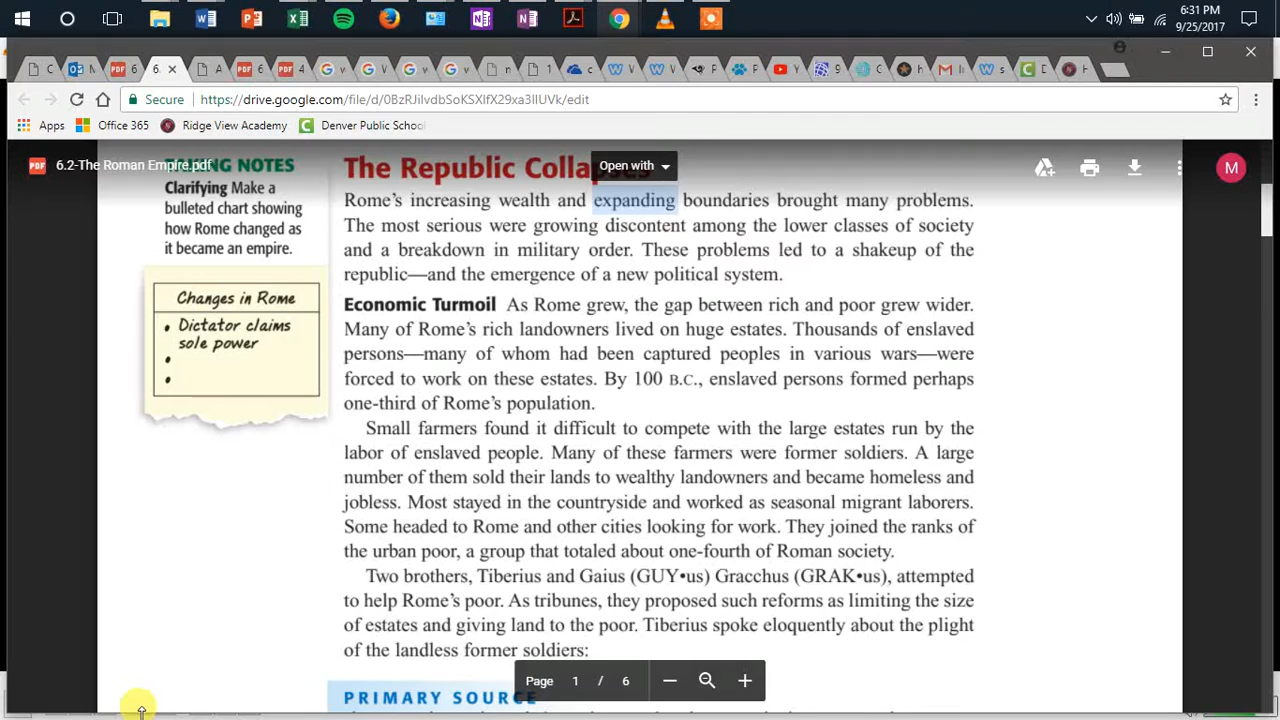 6:31 PM
9/25/2017
6.
Secure
https://drive.google.com/file/d/0BzRJilvdbSoKSXlfX29xa3lIUVk/edit
Apps
Office 365
Ridge View Academy
Denver Public School
6.2-The Roman Empire.pdf
Open with
M
TAKING NOTES
Clarifying Make a
bulleted chart showing
how Rome changed as
it became an empire.
Changes in Rome
• Dictator claims
sole power
•
•
The Republic Collapses
Rome's increasing wealth and expanding boundaries brought many problems.
The most serious were growing discontent among the lower classes of society
and a breakdown in military order. These problems led to a shakeup of the
republic—and the emergence of a new political system.
Economic Turmoil As Rome grew, the gap between rich and poor grew wider.
Many of Rome's rich landowners lived on huge estates. Thousands of enslaved
persons—many of whom had been captured peoples in various wars—were
forced to work on these estates. By 100 B.C., enslaved persons formed perhaps
one-third of Rome's population.
Small farmers found it difficult to compete with the large estates run by the
labor of enslaved people. Many of these farmers were former soldiers. A large
number of them sold their lands to wealthy landowners and became homeless and
jobless. Most stayed in the countryside and worked as seasonal migrant laborers.
Some headed to Rome and other cities looking for work. They joined the ranks of
the urban poor, a group that totaled about one-fourth of Roman society.
Two brothers, Tiberius and Gaius (GUY•us) Gracchus (GRAK•us), attempted
to help Rome's poor. As tribunes, they proposed such reforms as limiting the size
of estates and giving land to the poor. Tiberius spoke eloquently about the plight
of the landless former soldiers:
Page 1 / 6
PRIMARY SOURCE